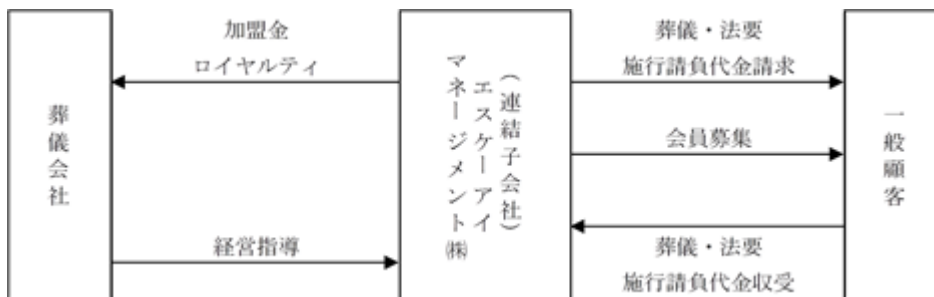 加盟金
ロイヤルティ
葬儀会社
経営指導
(連結子会社)
エスケーアイ
マネージメント㈱
葬儀・法要
施行請負代金請求
会員募集
葬儀・法要
施行請負代金収受
一般顧客